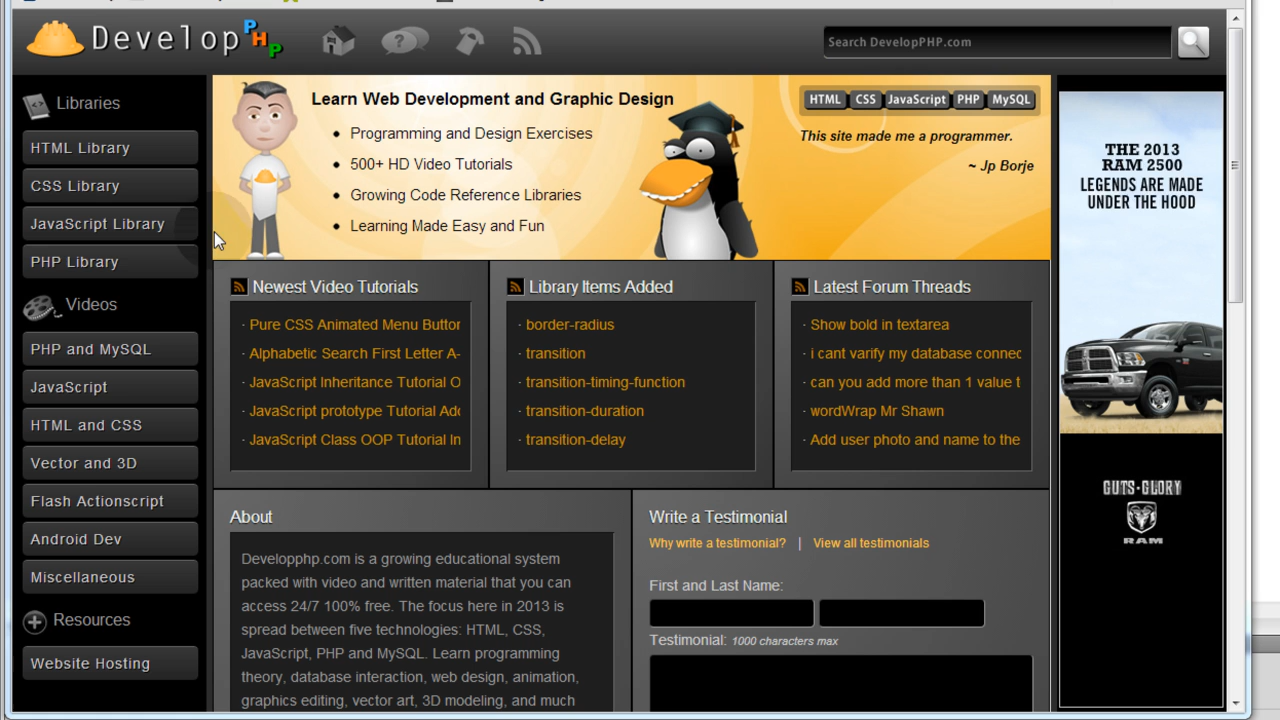 Develop PHP
Search DevelopPHP.com
Libraries
HTML Library
CSS Library
JavaScript Library
PHP Library
Videos
PHP and MySQL
JavaScript
HTML and CSS
Vector and 3D
Flash Actionscript
Android Dev
Miscellaneous
Resources
Website Hosting
Learn Web Development and Graphic Design
Programming and Design Exercises
500+ HD Video Tutorials
Growing Code Reference Libraries
Learning Made Easy and Fun
HTML CSS JavaScript PHP MySQL
This site made me a programmer.
~ Jp Borje
Newest Video Tutorials
· Pure CSS Animated Menu Button
· Alphabetic Search First Letter A-
· JavaScript Inheritance Tutorial O
· JavaScript prototype Tutorial Add
· JavaScript Class OOP Tutorial In
Library Items Added
· border-radius
· transition
· transition-timing-function
· transition-duration
· transition-delay
Latest Forum Threads
· Show bold in textarea
· i cant varify my database connec
· can you add more than 1 value t
· wordWrap Mr Shawn
· Add user photo and name to the
About
Developphp.com is a growing educational system
packed with video and written material that you can
access 24/7 100% free. The focus here in 2013 is
spread between five technologies: HTML, CSS,
JavaScript, PHP and MySQL. Learn programming
theory, database interaction, web design, animation,
graphics editing, vector art, 3D modeling, and much
Write a Testimonial
Why write a testimonial? | View all testimonials
First and Last Name:
Testimonial: 1000 characters max
THE 2013
RAM 2500
LEGENDS ARE MADE
UNDER THE HOOD
GUTS·GLORY
RAM